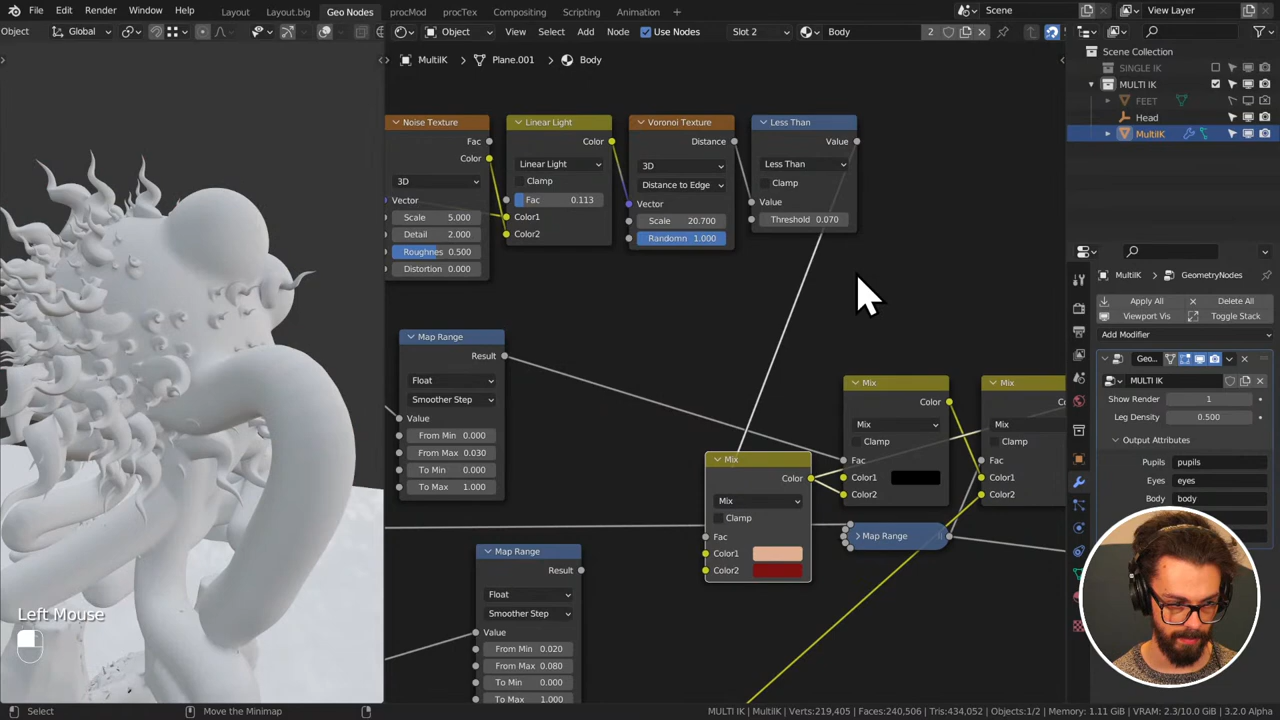 File Edit Render Window Help Layout Layout.big Geo Nodes procMod procTex Compositing Scripting Animation + Scene View Layer
Object Global Object View Select Add Node Use Nodes Slot 2 Body 2
MultiIK > Plane.001 > Body
Scene Collection
SINGLE IK
MULTI IK
FEET
Head
MultiIK
Noise Texture
Fac
Color
3D
Vector
Scale 5.000
Detail 2.000
Roughnes 0.500
Distortion 0.000
Linear Light
Color
Linear Light
Clamp
Fac 0.113
Color1
Color2
Voronoi Texture
Distance
3D
Distance to Edge
Vector
Scale 20.700
Randomn 1.000
Less Than
Value
Less Than
Clamp
Value
Threshold 0.070
Map Range
Result
Float
Smoother Step
Value
From Min 0.000
From Max 0.030
To Min 0.000
To Max 1.000
Mix
Color
Mix
Clamp
Fac
Color1
Color2
Mix
Mix
Clamp
Fac
Color1
Color2
Mix
Color
Mix
Clamp
Fac
Color1
Color2
Map Range
Map Range
Result
Float
Smoother Step
Value
From Min 0.020
From Max 0.080
To Min 0.000
To Max 1.000
MultiIK > GeometryNodes
Apply All Delete All
Viewport Vis Toggle Stack
Add Modifier
Geo...
MULTI IK
Show Render 1
Leg Density 0.500
Output Attributes
Pupils pupils
Eyes eyes
Body body
Left Mouse
Select Move the Minimap
MULTI IK | MultiIK | Verts:219,405 | Faces:240,506 | Tris:434,052 | Objects:1/2 | Memory: 1.11 GiB | VRAM: 2.3/10.0 GiB | 3.2.0 Alpha